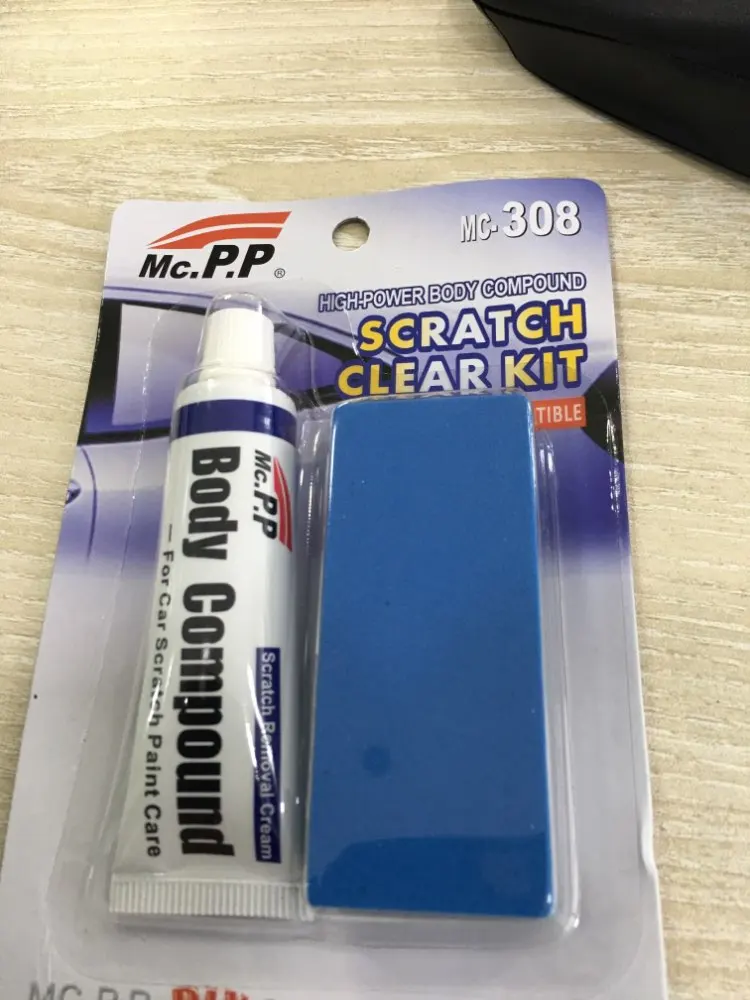 Mc.P.P®
MC-308
HIGH-POWER BODY COMPOUND
SCRATCH
CLEAR KIT
TIBLE
Mc.P.P
Body Compound
— For Car Scratch Paint Care
Scratch Removal Cream
MC.P.P.